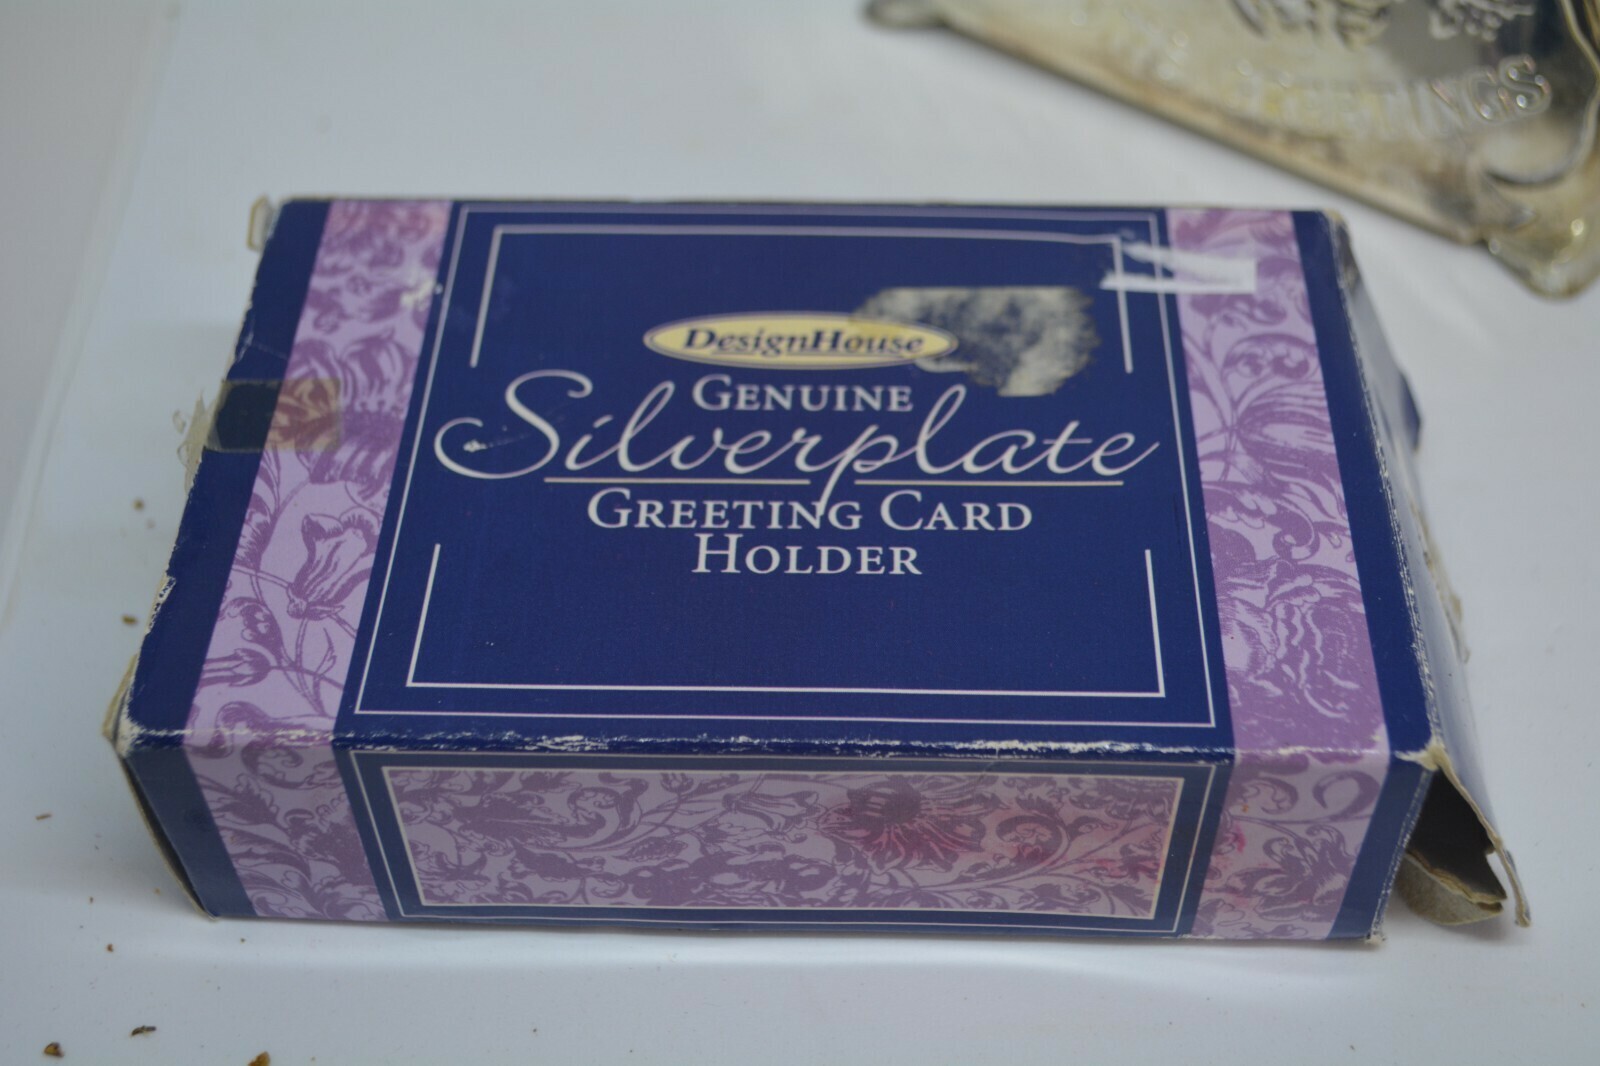 DesignHouse
GENUINE
Silverplate
GREETING CARD
HOLDER